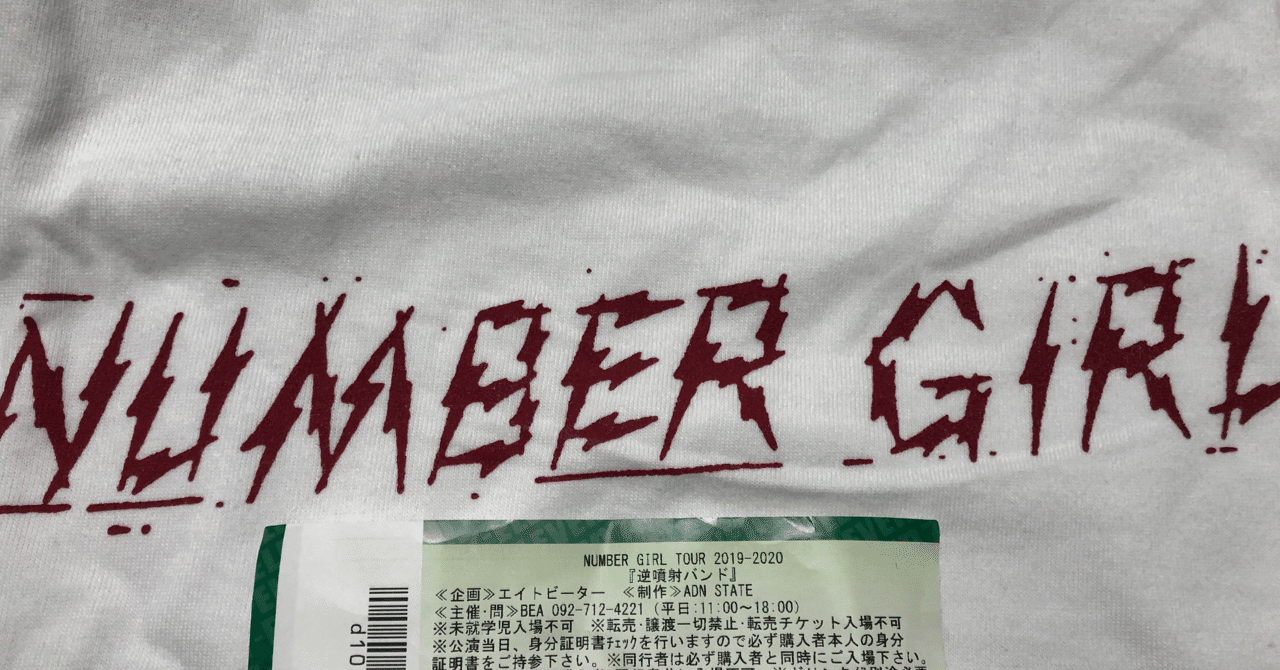 NUMBER GIRL
NUMBER GIRL TOUR 2019-2020
『逆噴射バンド』
≪企画≫エイトビーター ≪制作≫ADN STATE
≪主催・問≫BEA 092-712-4221（平日:11:00～18:00）
※未就学児入場不可 ※転売・譲渡一切禁止・転売チケット入場不可
※公演当日、身分証明書ﾁｪｯｸを行いますので必ず購入者本人の身分
証明書をご持参下さい。※同行者は必ず購入者と同時にご入場下さい。
d10